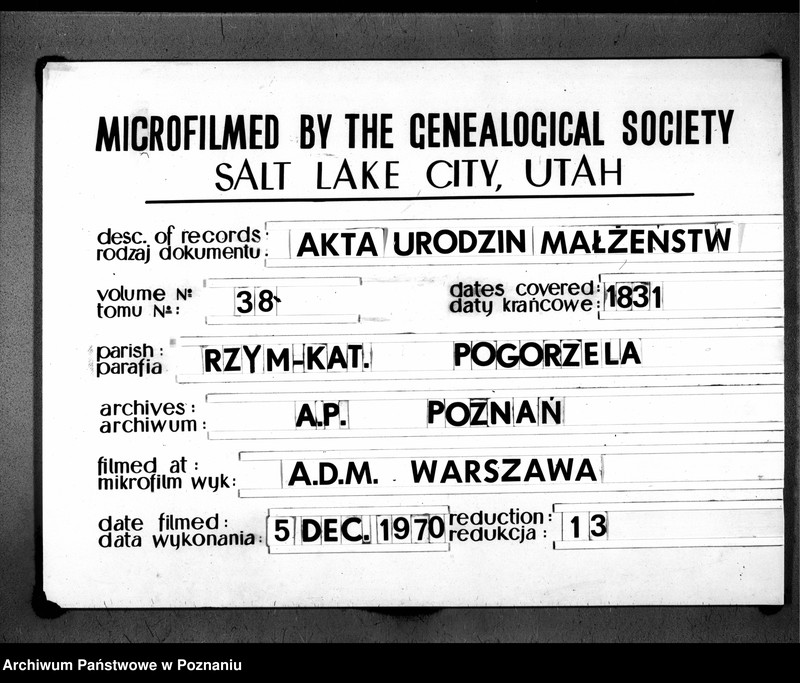 MICROFILMED BY THE GENEALOGICAL SOCIETY
SALT LAKE CITY, UTAH
desc. of records:
rodzaj dokumentu: AKTA URODZIN MAŁŻEŃSTW
volume Nº
tomu Nº: 38
dates covered:
daty krańcowe: 1831
parish:
parafia RZYM-KAT. POGORZELA
archives:
archiwum: A.P. POZNAŃ
filmed at:
mikrofilm wyk: A.D.M. WARSZAWA
date filmed:
data wykonania: 5 DEC. 1970
reduction:
redukcja: 13
Archiwum Państwowe w Poznaniu